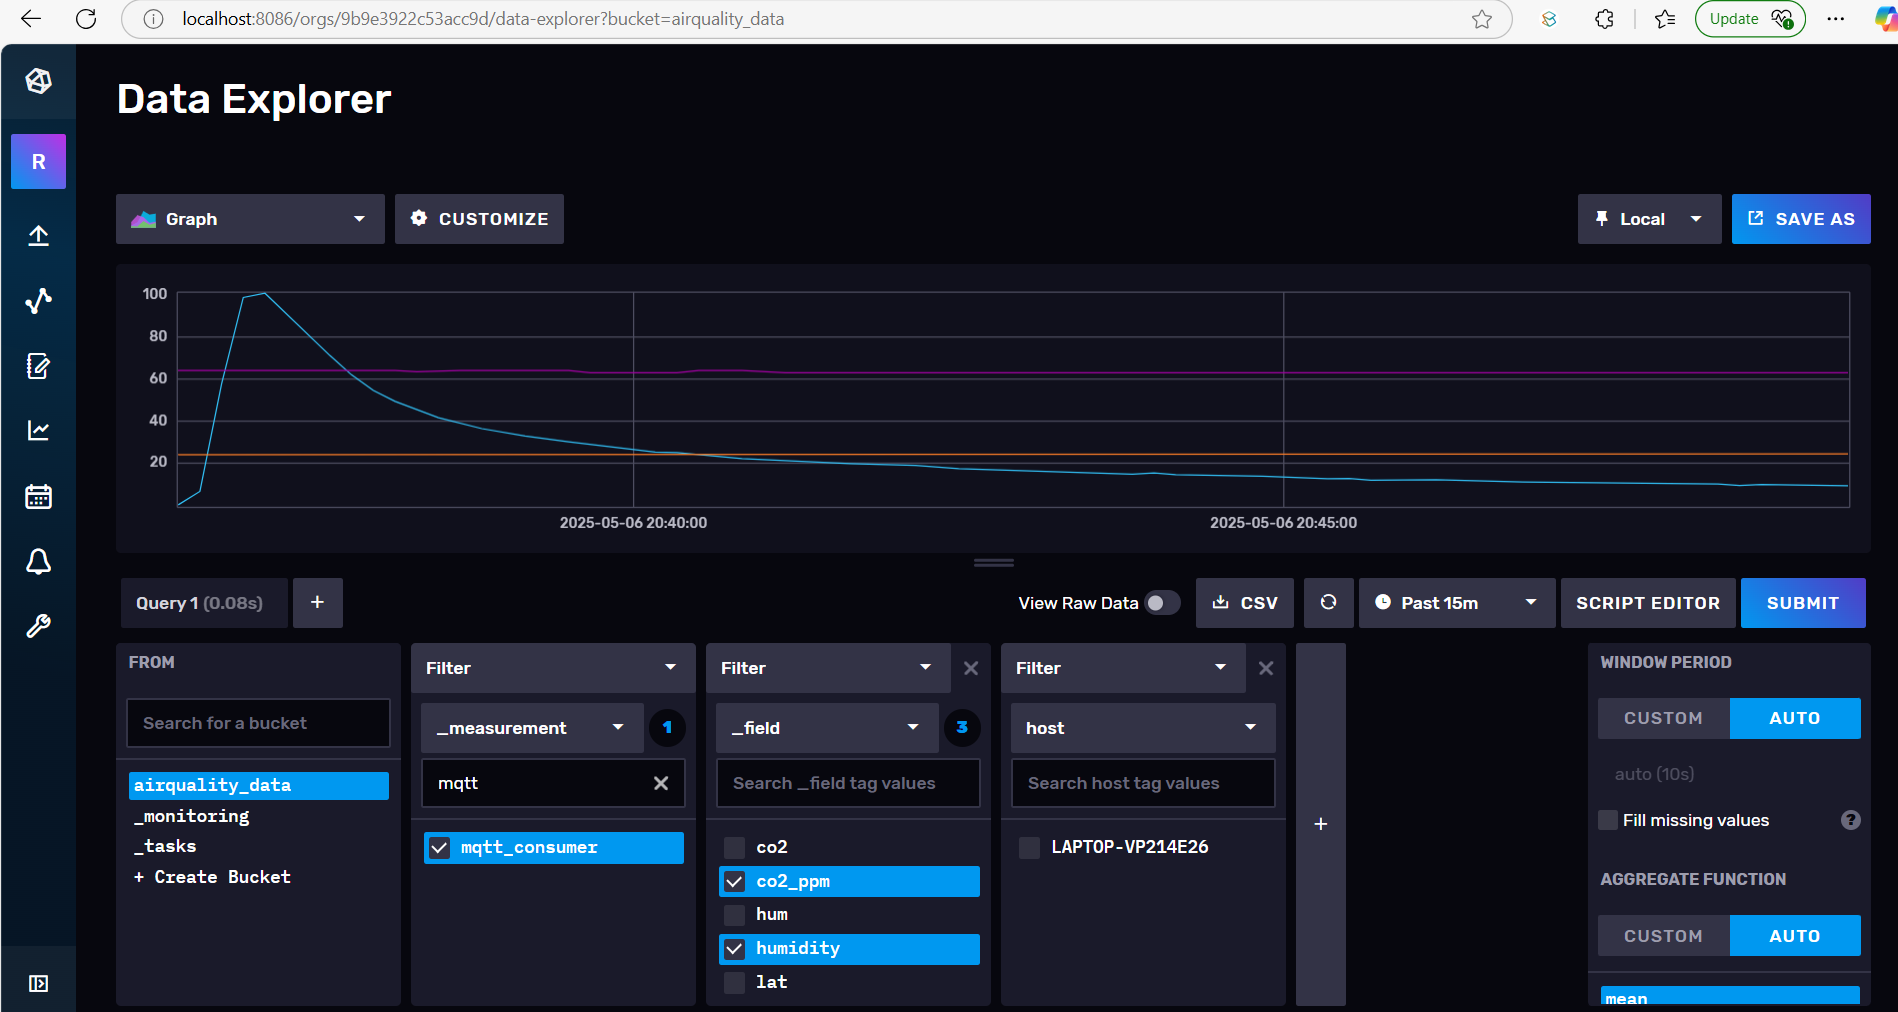 localhost:8086/orgs/9b9e3922c53acc9d/data-explorer?bucket=airquality_data
Update
Data Explorer
R
Graph
CUSTOMIZE
Local
SAVE AS
100
80
60
40
20
2025-05-06 20:40:00
2025-05-06 20:45:00
Query 1 (0.08s)
+
View Raw Data
CSV
Past 15m
SCRIPT EDITOR
SUBMIT
FROM
Search for a bucket
airquality_data
_monitoring
_tasks
+ Create Bucket
Filter
_measurement
1
mqtt
mqtt_consumer
Filter
_field
3
Search _field tag values
co2
co2_ppm
hum
humidity
lat
Filter
host
Search host tag values
LAPTOP-VP214E26
+
WINDOW PERIOD
CUSTOM
AUTO
auto (10s)
Fill missing values
?
AGGREGATE FUNCTION
CUSTOM
AUTO
mean